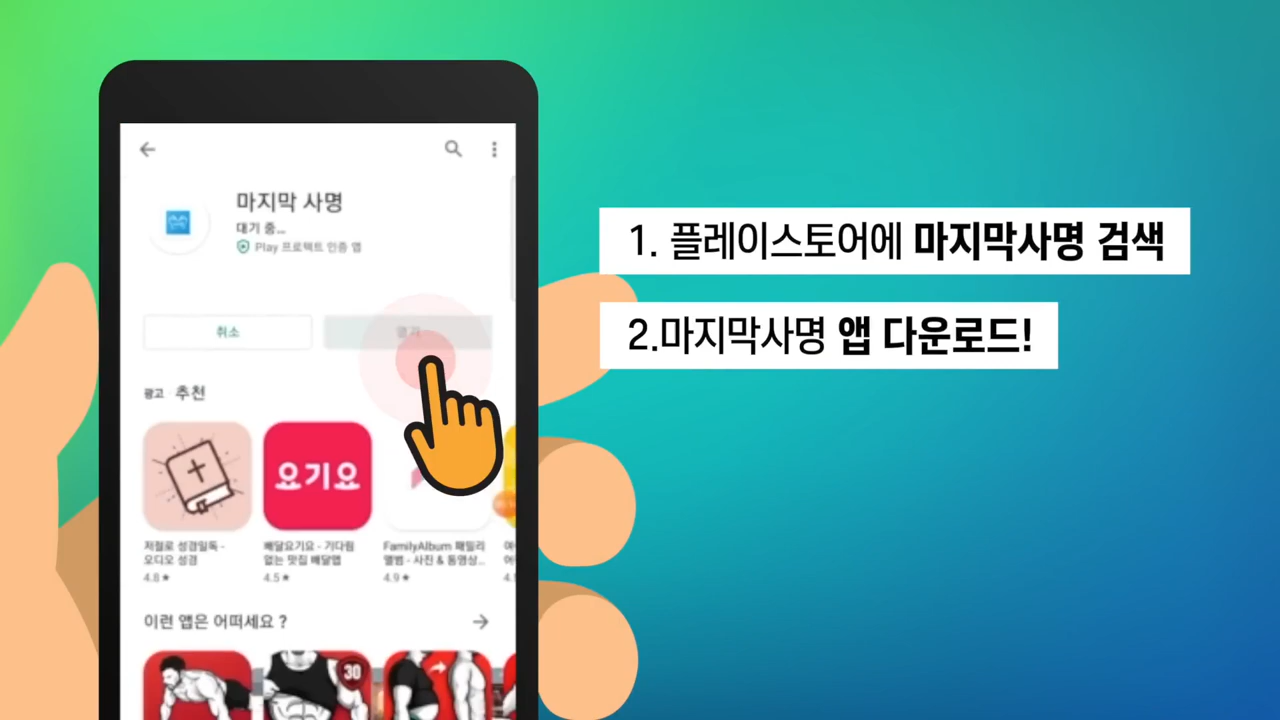 마지막 사명
대기 중...
Play 프로텍트 인증 앱
취소
열기
광고 추천
요기요
저절로 성경일독 -
오디오 성경
4.8★
배달요기요 - 기다림
없는 맛집 배달앱
4.5★
FamilyAlbum 패밀리
앨범 - 사진 & 동영상...
4.9★
이런 앱은 어떠세요 ?
30
1. 플레이스토어에 마지막사명 검색
2.마지막사명 앱 다운로드!